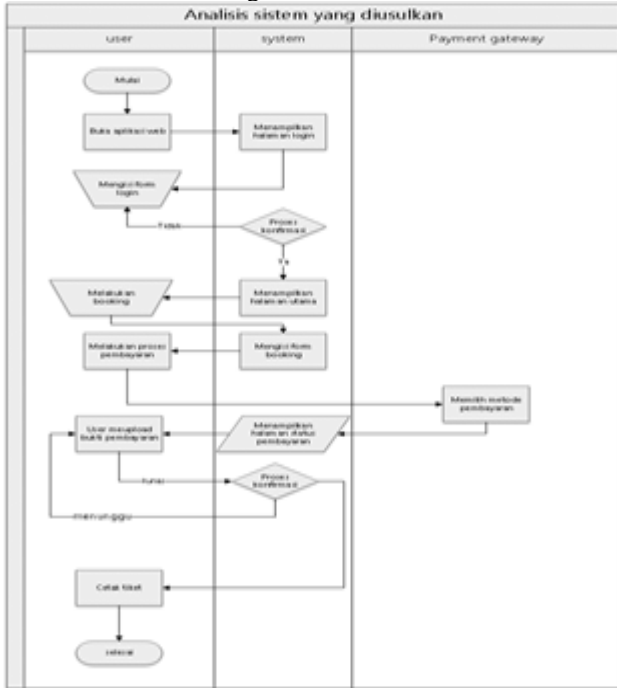 Analisis sistem yang diusulkan
user
system
Payment gateway
Mulai
Buka aplikasi web
Menampilkan
halaman login
Mengisi form
login
Proses
konfirmasi
Tidak
Ya
Melakukan
booking
Menampilkan
halaman utama
Melakukan proses
pembayaran
Mengisi form
booking
Memilih metode
pembayaran
User meupload
bukti pembayaran
Menampilkan
halaman status
pembayaran
Proses
konfirmasi
menunggu
Cetak tiket
selesai